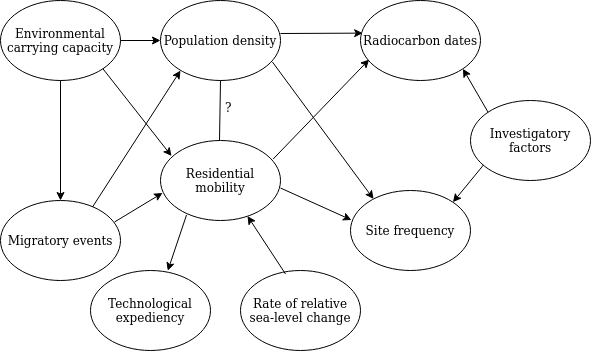 Environmental
carrying capacity
Population density
Radiocarbon dates
?
Investigatory
factors
Residential
mobility
Migratory events
Site frequency
Technological
expediency
Rate of relative
sea-level change